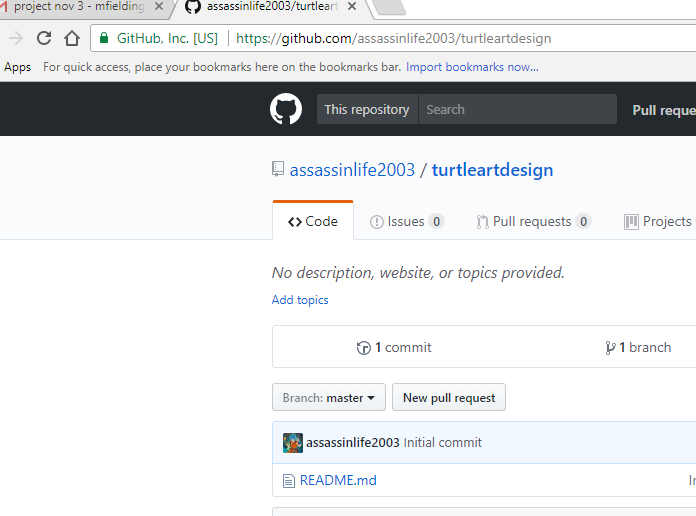 project nov 3 - mfielding
assassinlife2003/turtleart
GitHub, Inc. [US] https://github.com/assassinlife2003/turtleartdesign
Apps For quick access, place your bookmarks here on the bookmarks bar. Import bookmarks now...
This repository Search Pull reque
assassinlife2003 / turtleartdesign
Code Issues 0 Pull requests 0 Projects
No description, website, or topics provided.
Add topics
1 commit 1 branch
Branch: master New pull request
assassinlife2003 Initial commit
README.md